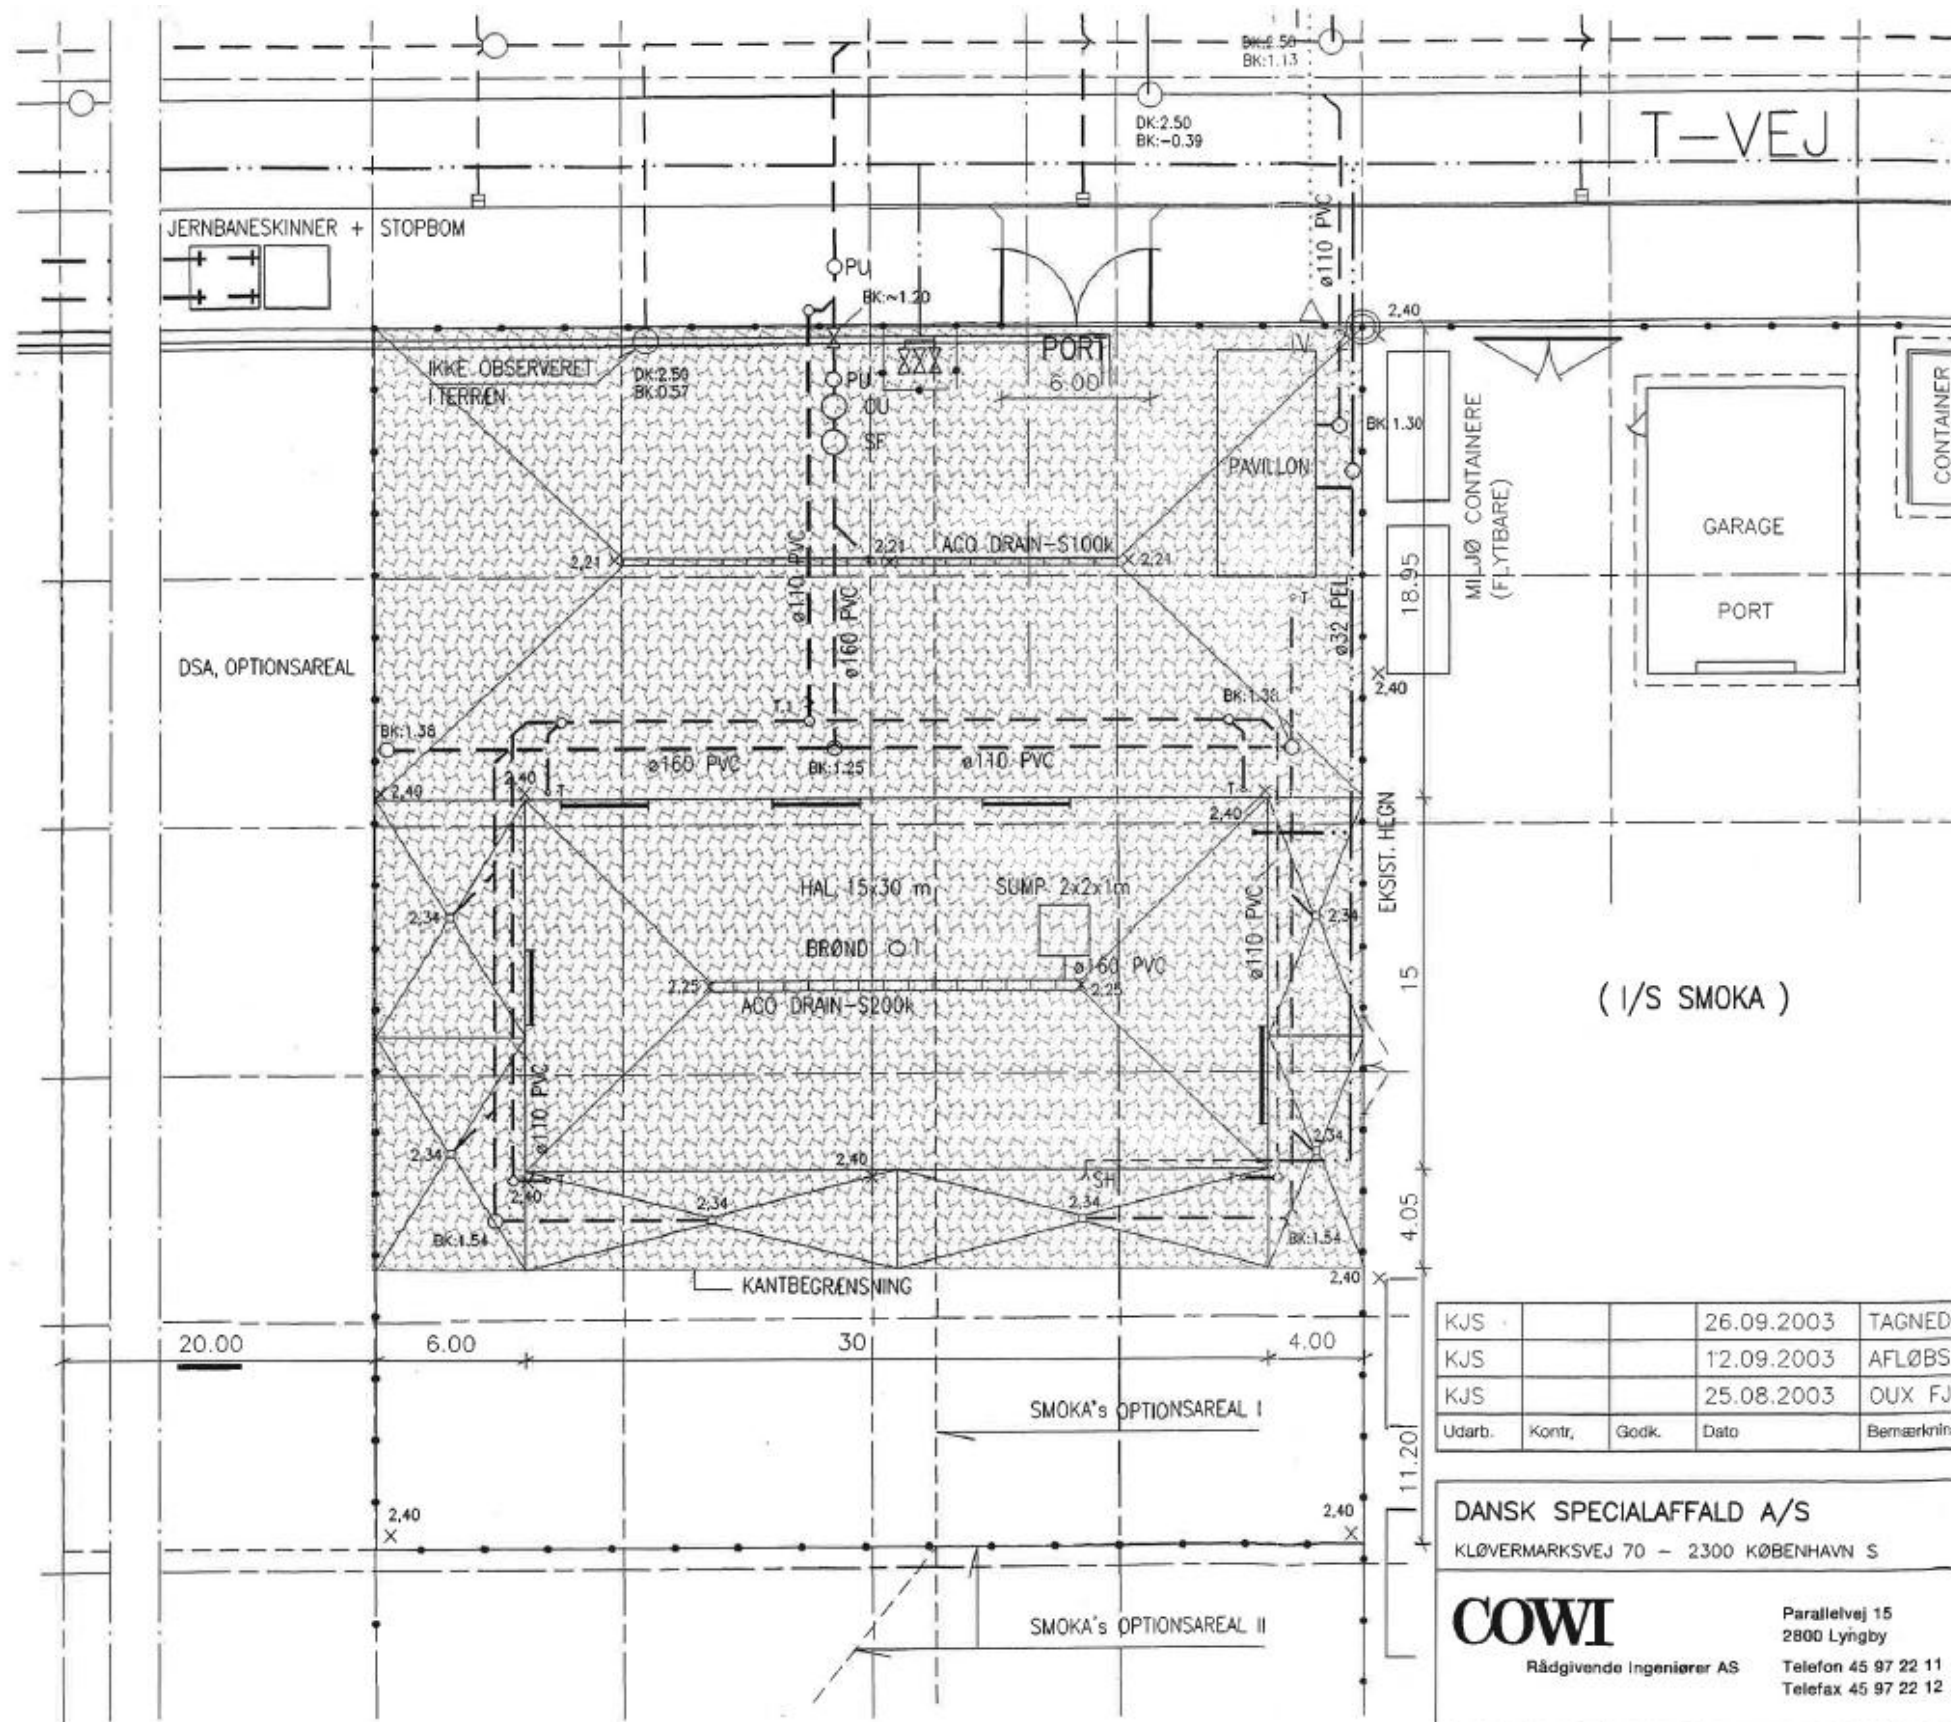 DK:2.50
BK:1.13
DK:2.50
BK:-0.39
T-VEJ
JERNBANESKINNER + STOPBOM
ø110 PVC
PU
BK:~1.20
2,40
IKKE OBSERVERET
I TERRÆN
DK:2.50
BK:0.57
PU
OU
SF
PORT
6.00
IV
BK:1.30
PAVILLON
MILJØ CONTAINERE
(FLYTBARE)
GARAGE
PORT
CONTAINER
2,21
2,21
ACO DRAIN-S100k
2,21
ø110 PVC
ø160 PVC
ø32 PEL
18.95
T
DSA, OPTIONSAREAL
2,40
BK:1.38
T.1
BK:1.38
ø160 PVC
BK:1.25
ø110 PVC
2,40
2,40
T
T
2,40
EKSIST. HEGN
HAL, 15x30 m
SUMP 2x2x1m
2,34
2,34
BRØND
ø110 PVC
ø160 PVC
2,25
2,25
ACO DRAIN-S200k
15
( I/S SMOKA )
ø110 PVC
2,34
2,34
2,40
SH
2,40
T
T
2,34
2,34
BK:1.54
BK:1.54
4.05
KANTBEGRÆNSNING
2,40
20.00
6.00
30
4.00
SMOKA's OPTIONSAREAL I
11.20
2,40
2,40
SMOKA's OPTIONSAREAL II
KJS 26.09.2003 TAGNED
KJS 12.09.2003 AFLØBS
KJS 25.08.2003 OUX FJ
Udarb. Kontr. Godk. Dato Bemærknin
DANSK SPECIALAFFALD A/S
KLØVERMARKSVEJ 70 - 2300 KØBENHAVN S
COWI
Rådgivende Ingeniører AS
Parallelvej 15
2800 Lyngby
Telefon 45 97 22 11
Telefax 45 97 22 12